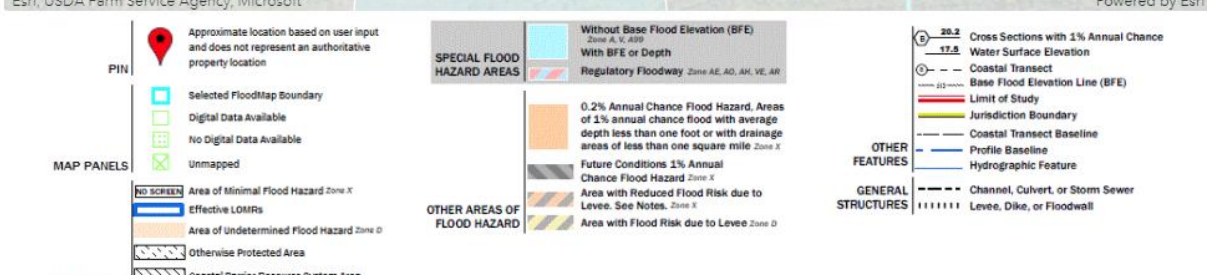 Esri, USDA Farm Service Agency, Microsoft
Powered by Esri
PIN
Approximate location based on user input
and does not represent an authoritative
property location
MAP PANELS
Selected FloodMap Boundary
Digital Data Available
No Digital Data Available
Unmapped
NO SCREEN Area of Minimal Flood Hazard Zone X
Effective LOMRs
Area of Undetermined Flood Hazard Zone D
Otherwise Protected Area
Coastal Barrier Resource System Area
SPECIAL FLOOD
HAZARD AREAS
Without Base Flood Elevation (BFE)
Zone A, V, A99
With BFE or Depth
Regulatory Floodway Zone AE, AO, AH, VE, AR
OTHER AREAS OF
FLOOD HAZARD
0.2% Annual Chance Flood Hazard, Areas
of 1% annual chance flood with average
depth less than one foot or with drainage
areas of less than one square mile Zone X
Future Conditions 1% Annual
Chance Flood Hazard Zone X
Area with Reduced Flood Risk due to
Levee. See Notes. Zone X
Area with Flood Risk due to Levee Zone D
OTHER
FEATURES
20.2 Cross Sections with 1% Annual Chance
17.5 Water Surface Elevation
Coastal Transect
Base Flood Elevation Line (BFE)
Limit of Study
Jurisdiction Boundary
Coastal Transect Baseline
Profile Baseline
Hydrographic Feature
GENERAL
STRUCTURES
Channel, Culvert, or Storm Sewer
Levee, Dike, or Floodwall